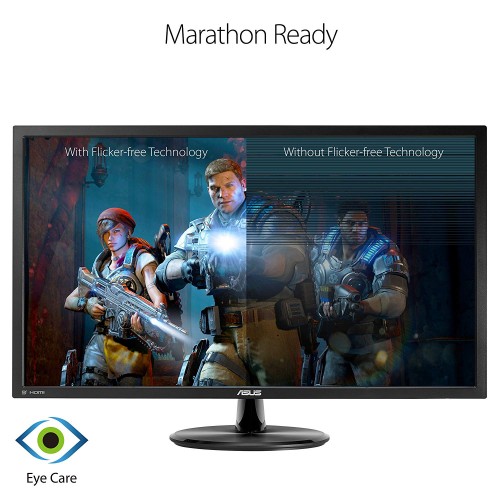 Marathon Ready
With Flicker-free Technology
Without Flicker-free Technology
HDMI
ASUS
Eye Care